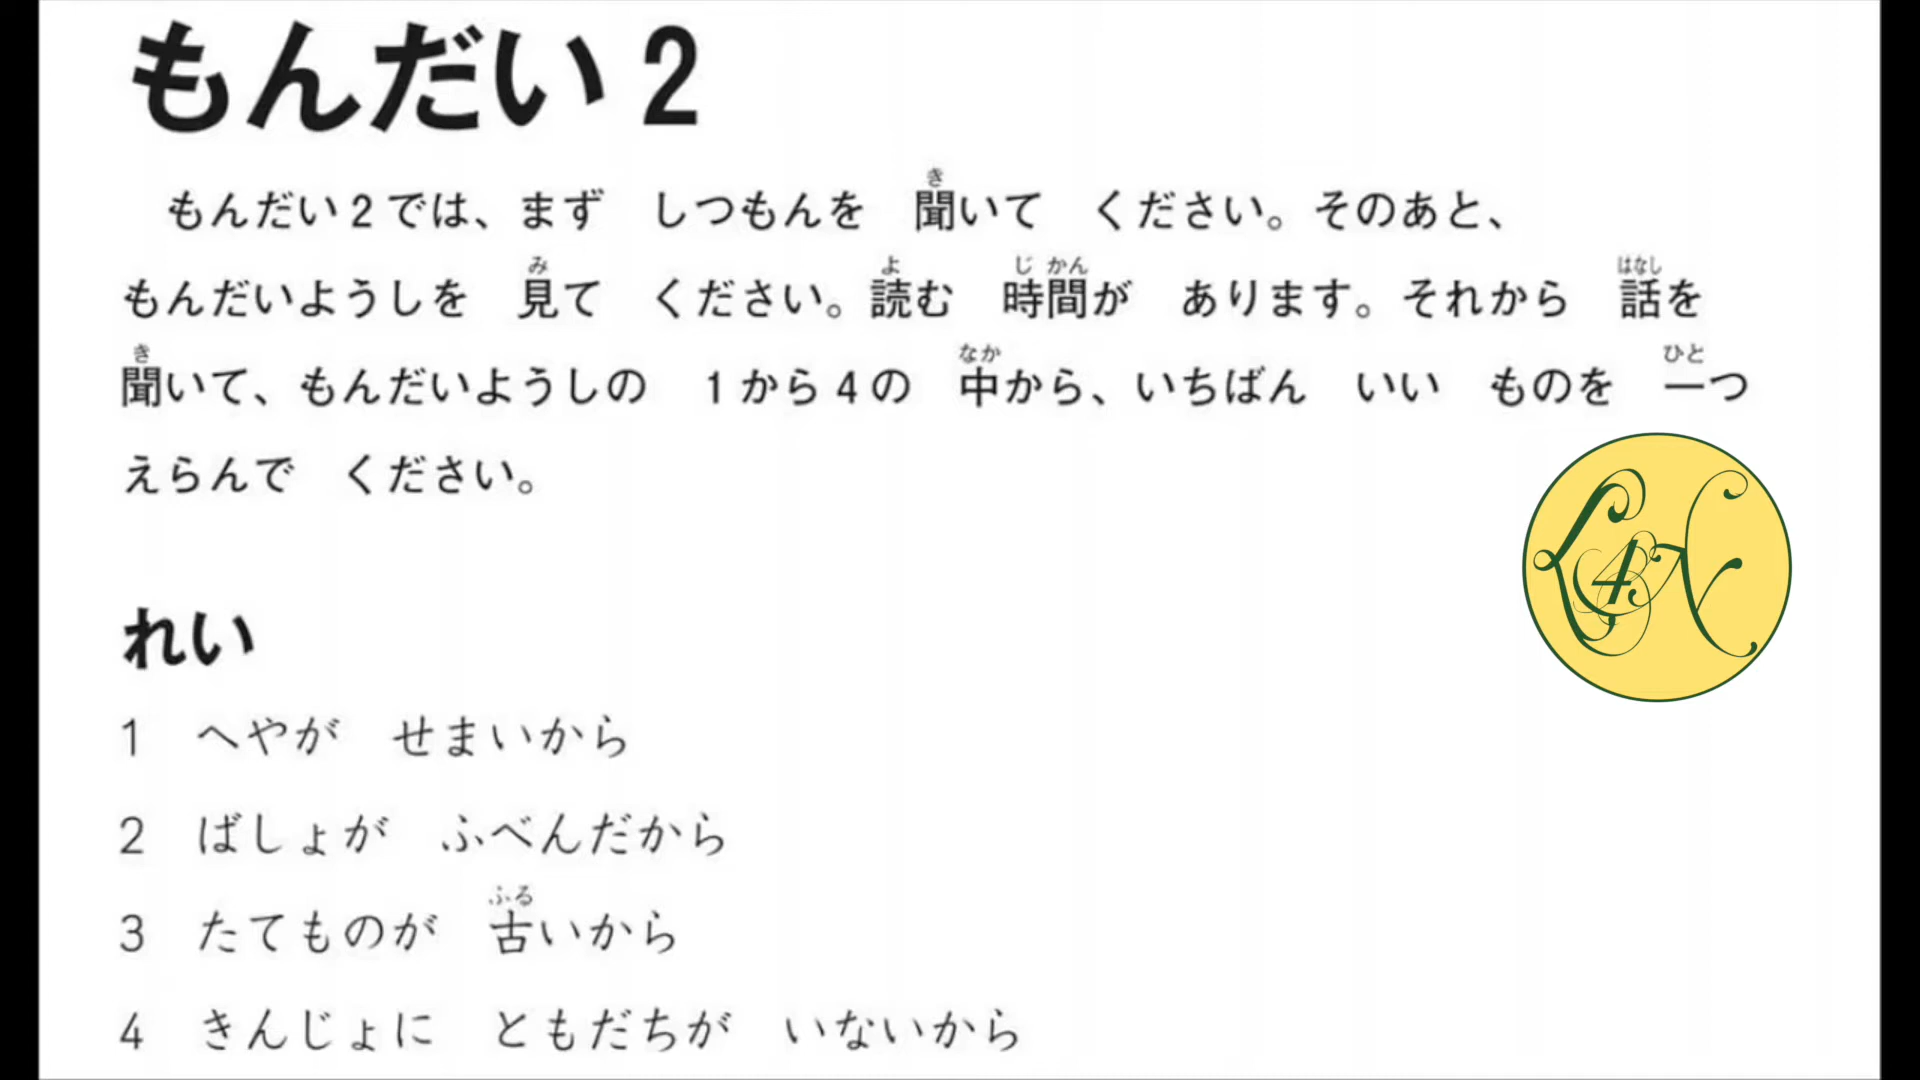 もんだい2
もんだい2では、まず しつもんを 聞いて ください。そのあと、
もんだいようしを 見て ください。読む 時間が あります。それから 話を
聞いて、もんだいようしの 1から4の 中から、いちばん いい ものを 一つ
えらんで ください。
れい
1 へやが せまいから
2 ばしょが ふべんだから
3 たてものが 古いから
4 きんじょに ともだちが いないから